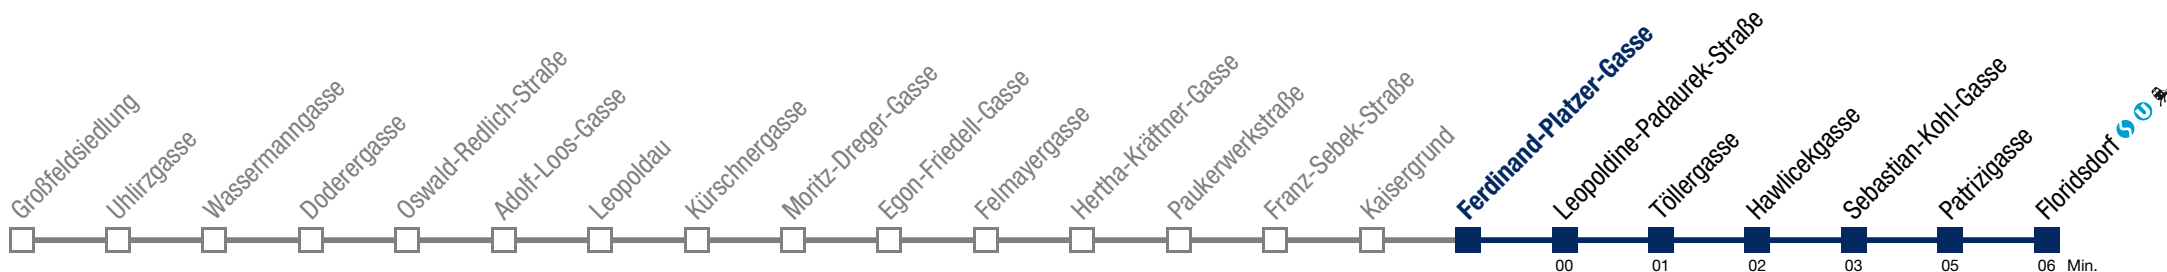 Großfeldsiedlung
Uhlirzgasse
Wassermanngasse
Doderergasse
Oswald-Redlich-Straße
Adolf-Loos-Gasse
Leopoldau
Kürschnergasse
Moritz-Dreger-Gasse
Egon-Friedell-Gasse
Felmayergasse
Hertha-Kräftner-Gasse
Paukerwerkstraße
Franz-Sebek-Straße
Kaisergrund
Ferdinand-Platzer-Gasse
Leopoldine-Padaurek-Straße
Töllergasse
Hawlicekgasse
Sebastian-Kohl-Gasse
Patrizigasse
Floridsdorf S U
00 01 02 03 05 06 Min.